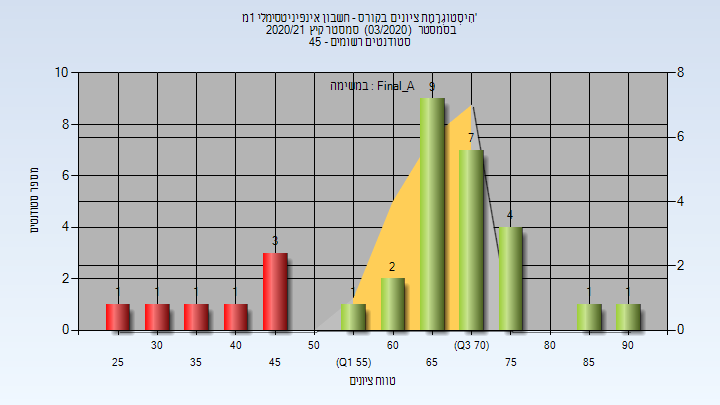 היסטוגרמת ציונים בקורס - חשבון אינפיניטסימלי 1מ'
בסמסטר (03/2020) סמסטר קיץ 2020/21
סטודנטים רשומים - 45
במשימה : Final_A
10 8 6 4 2 0
מספר סטודנטים
8 6 4 2 0
1 1 1 1 3 1 2 9 7 4 1 1
30 40 50 60 (Q3 70) 80 90
25 35 45 (Q1 55) 65 75 85
טווח ציונים